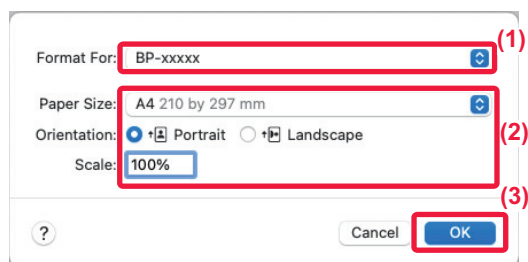 (1)
Format For: BP-xxxxx
Paper Size: A4 210 by 297 mm
Orientation: Portrait Landscape
(2)
Scale: 100%
(3)
? Cancel OK